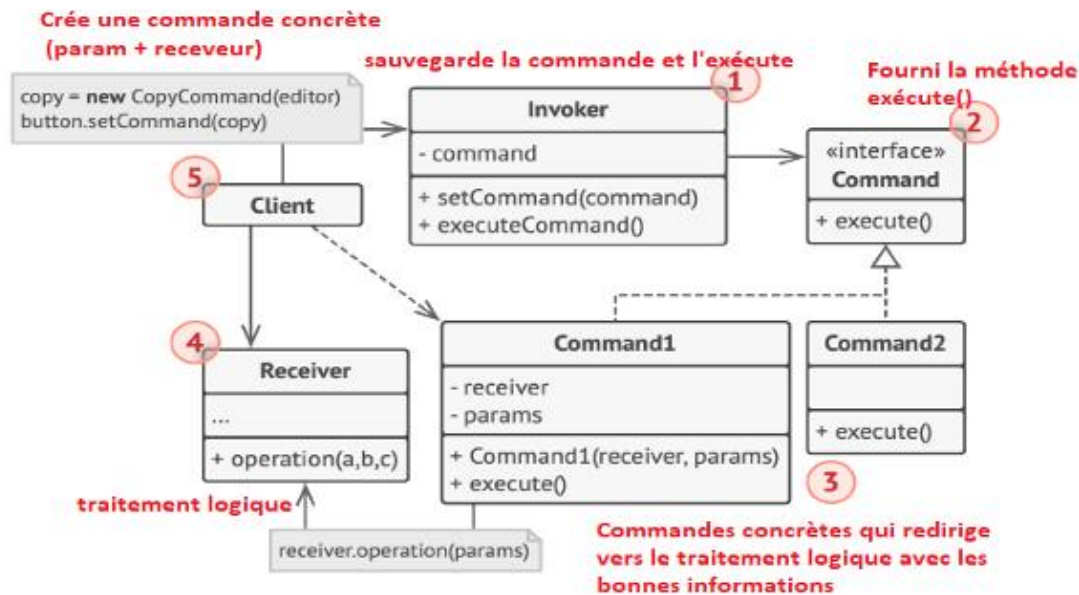 Crée une commande concrète
(param + receveur)
copy = new CopyCommand(editor)
button.setCommand(copy)
5
Client
sauvegarde la commande et l'exécute
1
Invoker
- command
+ setCommand(command)
+ executeCommand()
Fourni la méthode
exécute()
2
«interface»
Command
+ execute()
4
Receiver
...
+ operation(a,b,c)
traitement logique
receiver.operation(params)
Command1
- receiver
- params
+ Command1(receiver, params)
+ execute()
Command2
+ execute()
3
Commandes concrètes qui redirige
vers le traitement logique avec les
bonnes informations